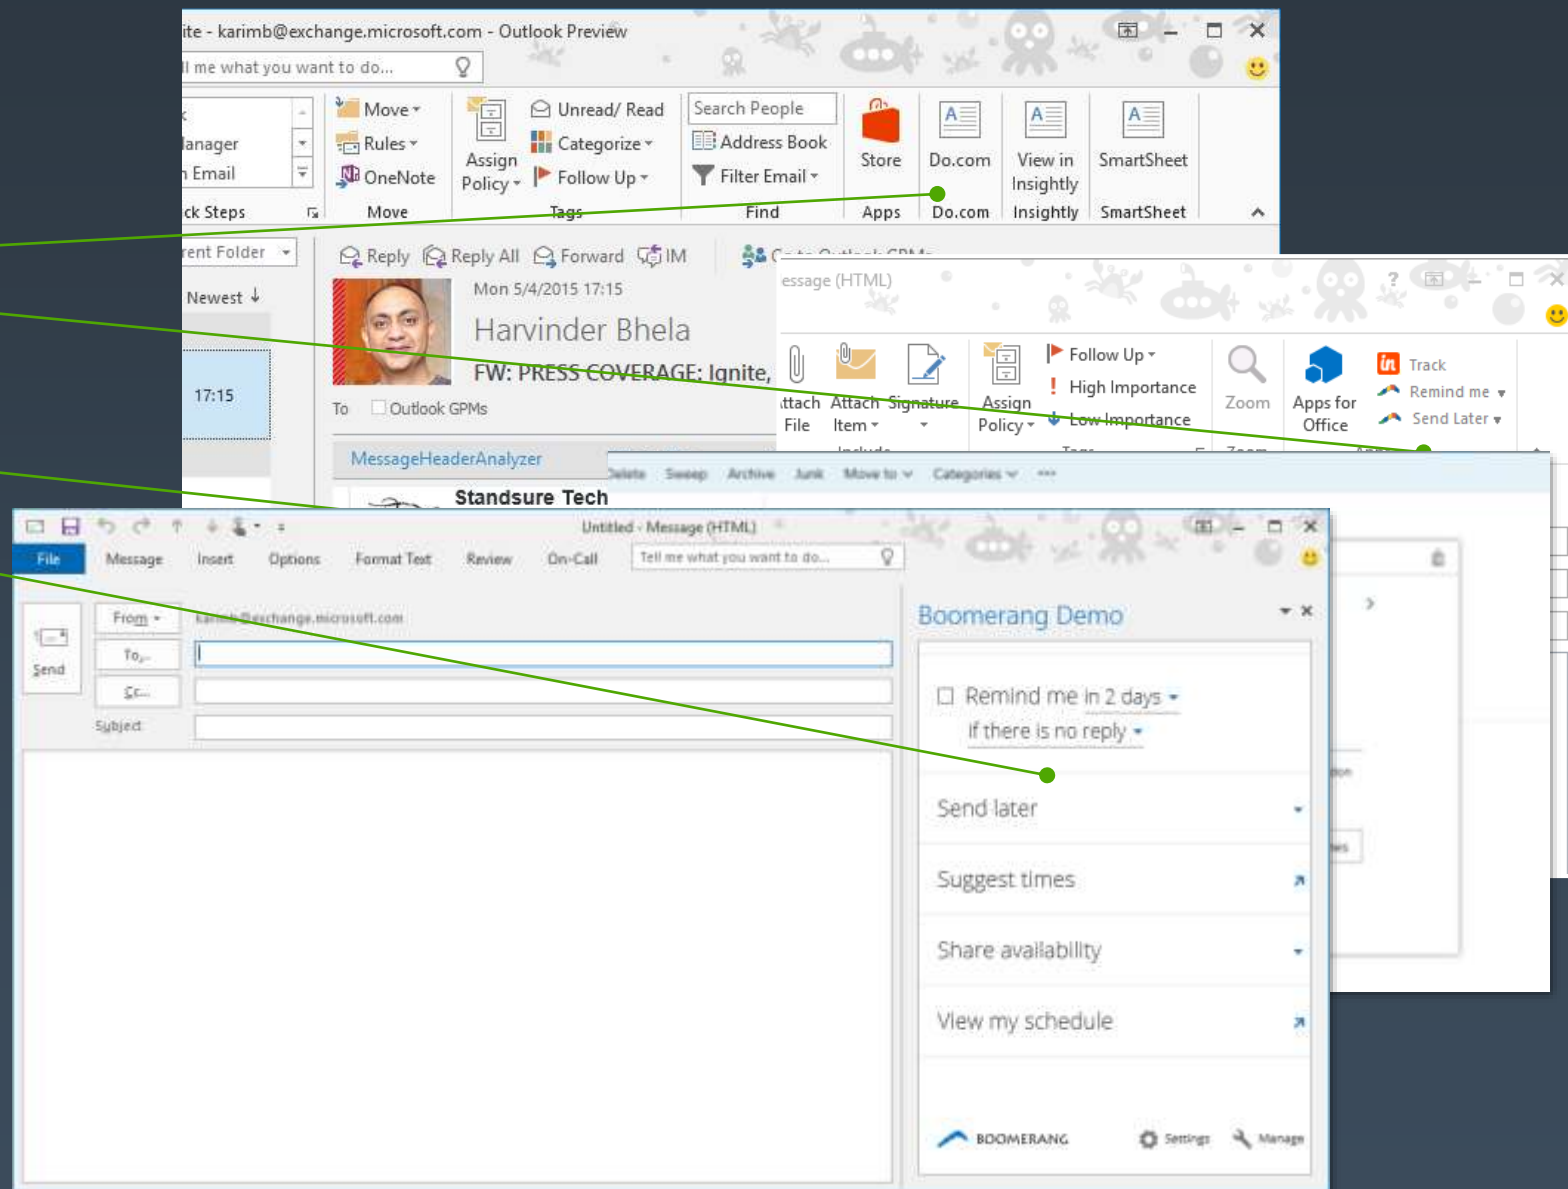 ite - karimb@exchange.microsoft.com - Outlook Preview
ll me what you want to do...
Move
Unread/ Read
Search People
anager
Rules
Categorize
Address Book
n Email
OneNote
Assign Policy
Follow Up
Filter Email
Store
Do.com
View in Insightly
SmartSheet
ck Steps
Move
Tags
Find
Apps
Do.com
Insightly
SmartSheet
rent Folder
Reply
Reply All
Forward
IM
Newest ↓
Mon 5/4/2015 17:15
Harvinder Bhela
FW: PRESS COVERAGE: Ignite,
17:15
To
Outlook GPMs
MessageHeaderAnalyzer
Standsure Tech
essage (HTML)
?
ttach File
Attach Item
Signature
Assign Policy
Follow Up
High Importance
Low Importance
Zoom
Apps for Office
Track
Remind me
Send Later
Include
Tags
Zoom
Delete
Sweep
Archive
Junk
Move to
Categories
•••
Untitled - Message (HTML)
File
Message
Insert
Options
Format Text
Review
On-Call
Tell me what you want to do...
Send
From
karimb@exchange.microsoft.com
To...
Cc...
Subject
Boomerang Demo
Remind me in 2 days
if there is no reply
Send later
Suggest times
Share availability
View my schedule
BOOMERANG
Settings
Manage